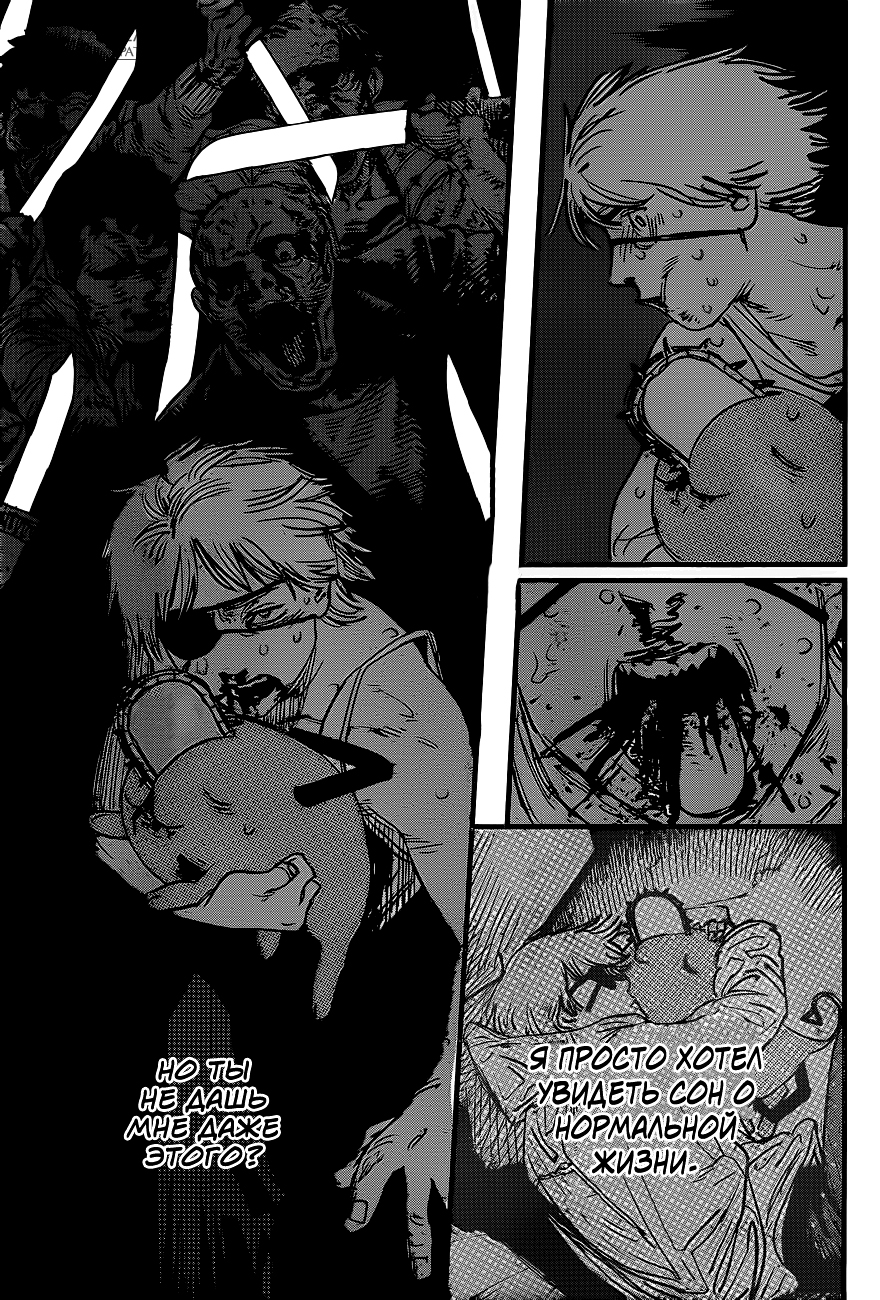 Я ПРОСТО ХОТЕЛ
УВИДЕТЬ СОН О
НОРМАЛЬНОЙ
ЖИЗНИ.
НО ТЫ
НЕ ДАШЬ
МНЕ ДАЖЕ
ЭТОГО?